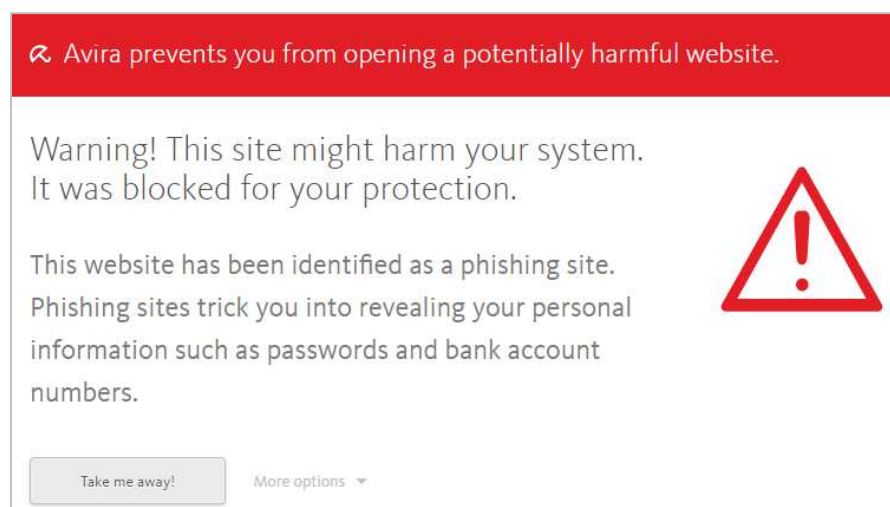 Avira prevents you from opening a potentially harmful website.
Warning! This site might harm your system.
It was blocked for your protection.
This website has been identified as a phishing site.
Phishing sites trick you into revealing your personal
information such as passwords and bank account
numbers.
Take me away! More options